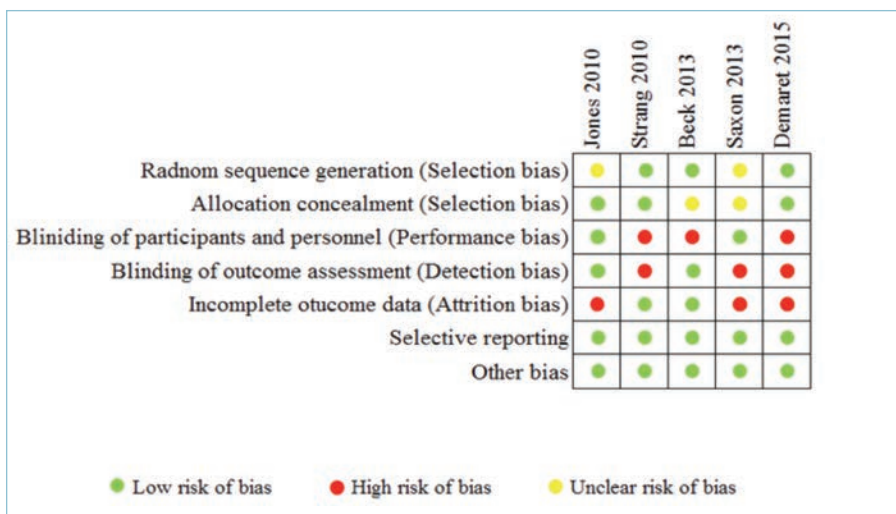 Jones 2010
Strang 2010
Beck 2013
Saxon 2013
Demaret 2015
Radnom sequence generation (Selection bias)
Allocation concealment (Selection bias)
Bliniding of participants and personnel (Performance bias)
Blinding of outcome assessment (Detection bias)
Incomplete otucome data (Attrition bias)
Selective reporting
Other bias
Low risk of bias
High risk of bias
Unclear risk of bias